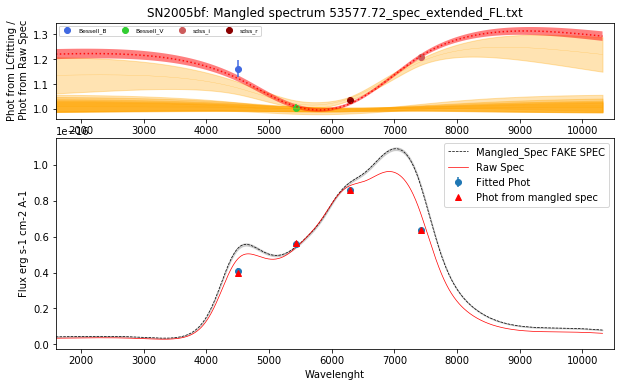 SN2005bf: Mangled spectrum 53577.72_spec_extended_FL.txt
Phot from LCfitting /
Phot from Raw Spec
Bessell_B
Bessell_V
sdss_i
sdss_r
1.3
1.2
1.1
1.0
2000 3000 4000 5000 6000 7000 8000 9000 10000
1e−16
Flux erg s-1 cm-2 A-1
1.0
0.8
0.6
0.4
0.2
0.0
Mangled_Spec FAKE SPEC
Raw Spec
Fitted Phot
Phot from mangled spec
2000 3000 4000 5000 6000 7000 8000 9000 10000
Wavelenght